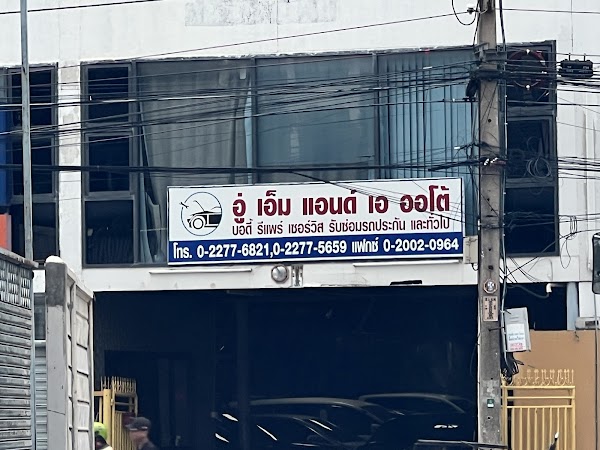 อู่ เอ็ม แอนด์ เอ ออโต้
บอดี้ รีแพร์ เซอร์วิส รับซ่อมรถประกัน และทั่วไป
โทร. 0-2277-6821,0-2277-5659 แฟกซ์ 0-2002-0964